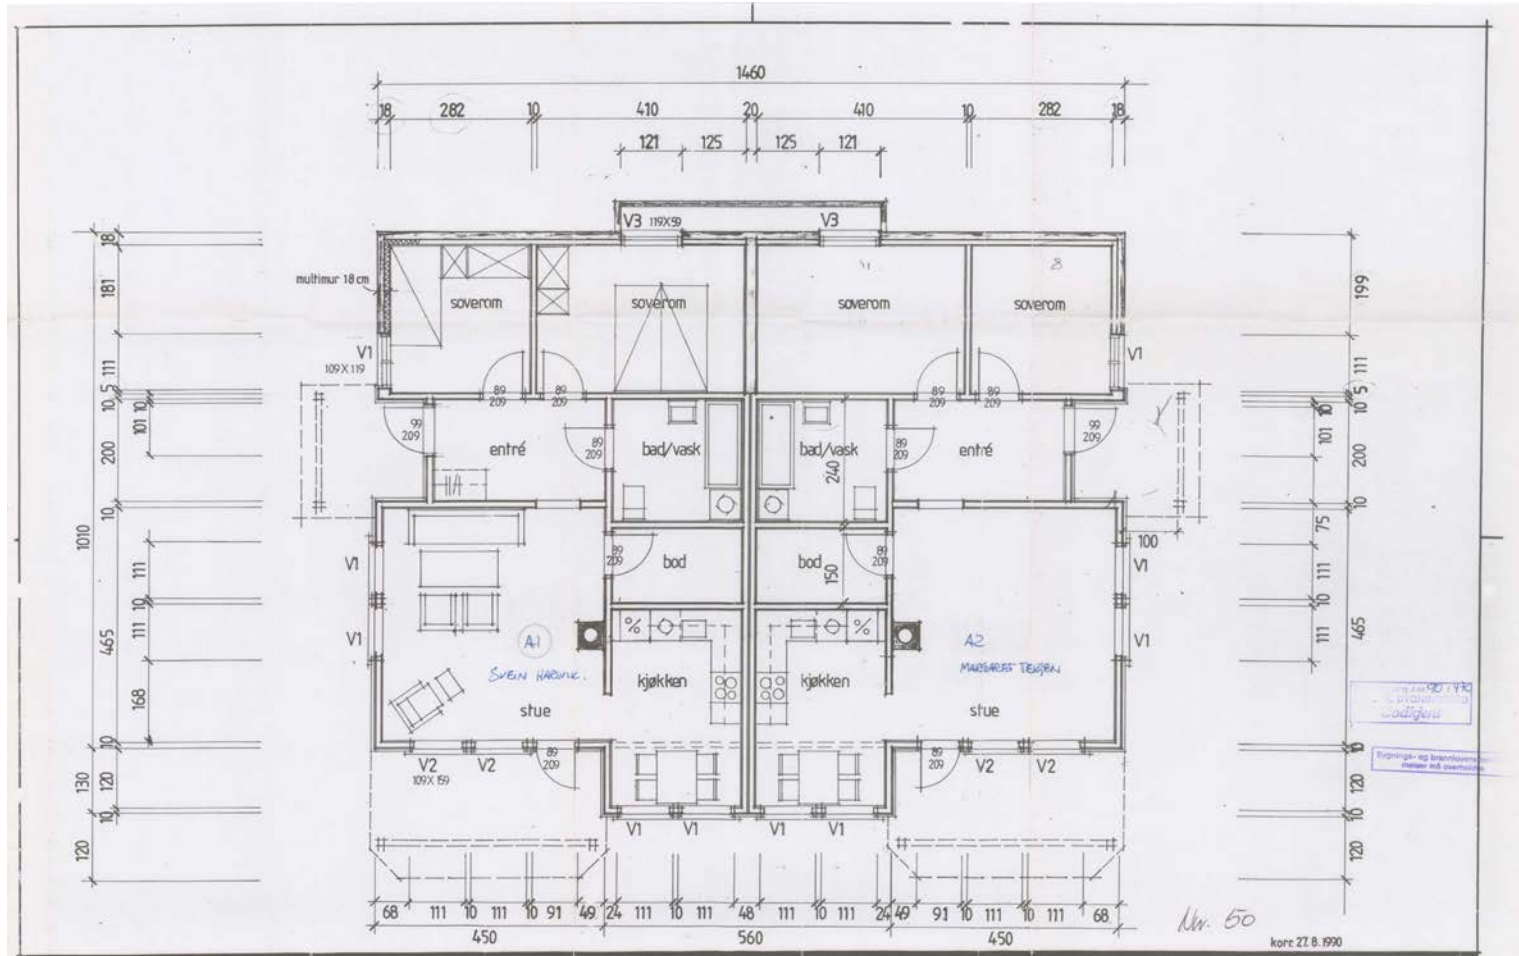 1460
18 282 10 410 20 410 10 282 18
121 125 125 121
V3 119X59 V3
multimur 18 cm
soverom soverom soverom soverom
V1 V1
109X119
89 89 89 89
209 209 209 209
99 99
209 209
entré bad/vask bad/vask entré
89 89
209 209
240
89 89
209 209
bod bod
150
100
V1 V1
V1 V1
% %
A1 A2
SVEIN
kjøkken kjøkken
stue stue
V2 V2 89 89 V2 V2
209 209
109X159
V1 V1 V1 V1
18
181
111
5
10 10
101
200
10
1010
111
10
111
465
168
10
130 120
10
120
199
111
5
10 10
101 200
10
75
111
10
111 465
10
120
10
120
68 111 10 111 10 91 49 24 111 10 111 48 111 10 111 24 49 91 10 111 10 111 68
450 560 450
Nr. 50
korr. 27.8.1990
Bygnings- og brannlovens